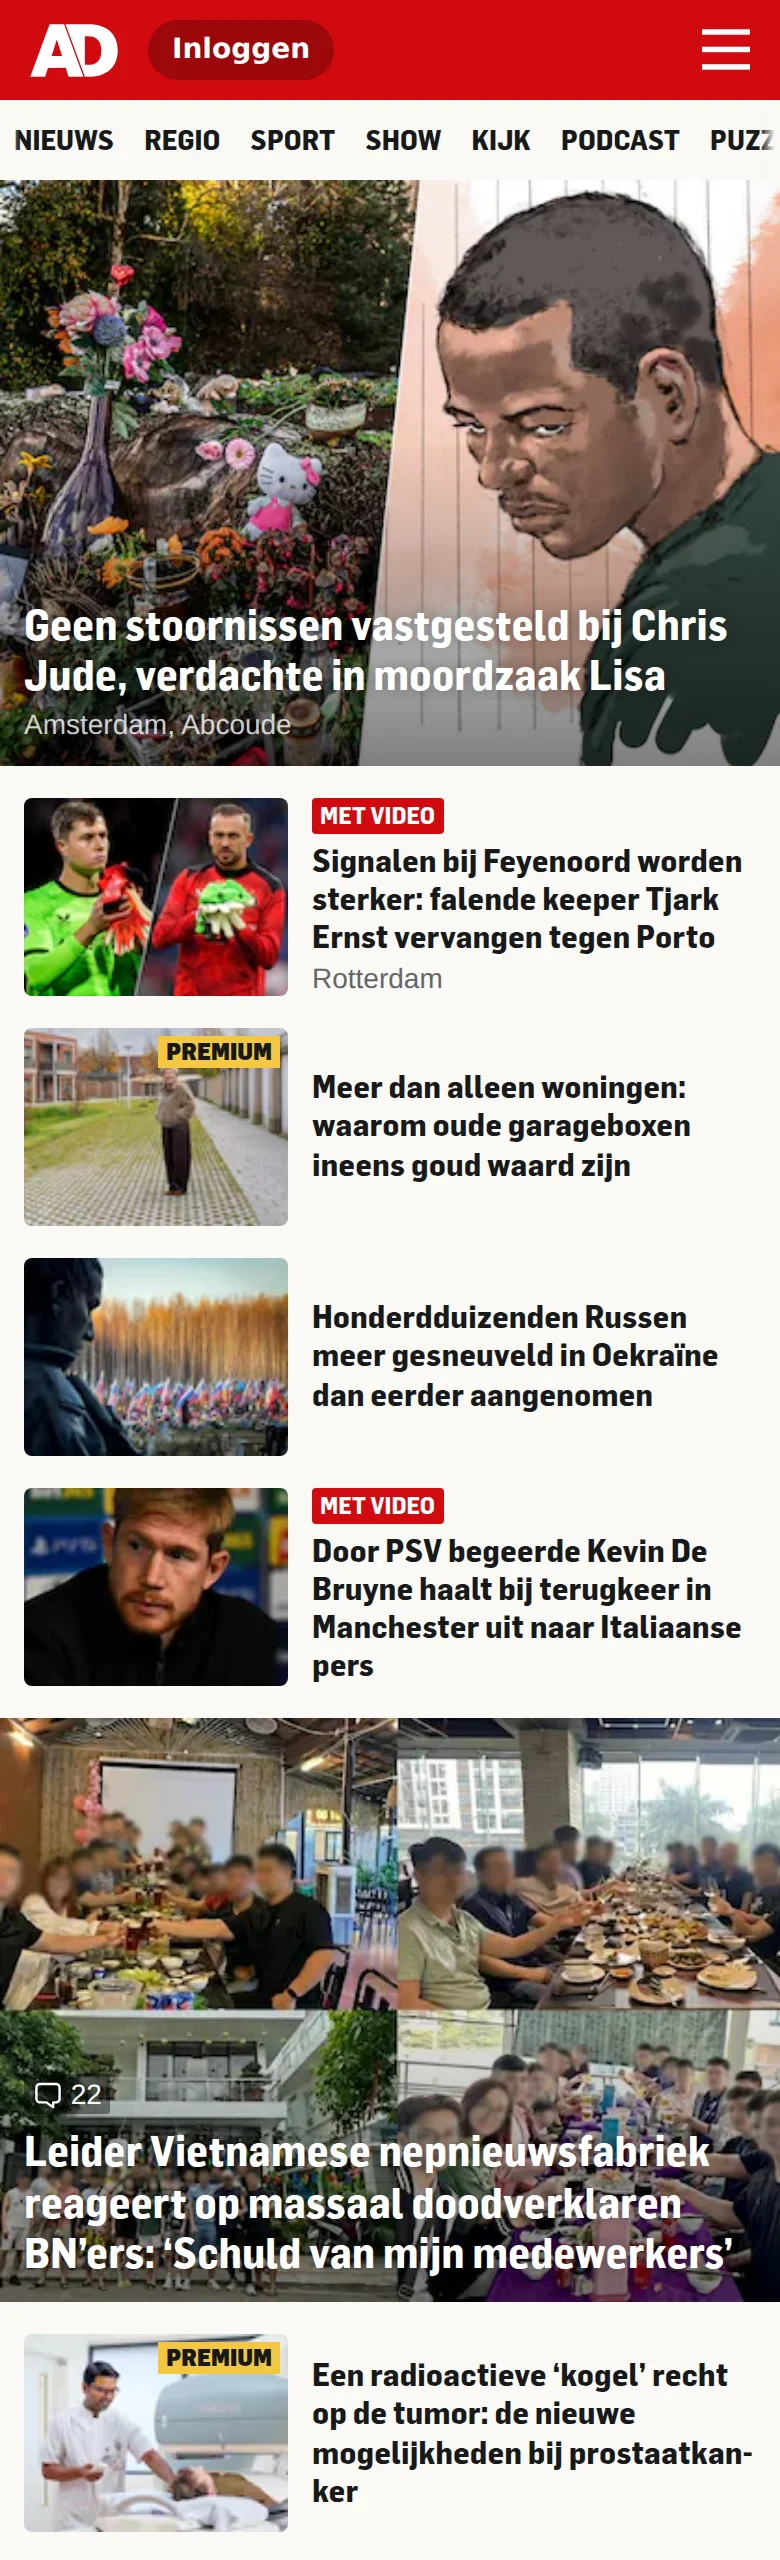 AD
Inloggen
NIEUWS REGIO SPORT SHOW KIJK PODCAST PUZZ
Geen stoornissen vastgesteld bij Chris
Jude, verdachte in moordzaak Lisa
Amsterdam, Abcoude
MET VIDEO
Signalen bij Feyenoord worden
sterker: falende keeper Tjark
Ernst vervangen tegen Porto
Rotterdam
PREMIUM
Meer dan alleen woningen:
waarom oude garageboxen
ineens goud waard zijn
Honderdduizenden Russen
meer gesneuveld in Oekraïne
dan eerder aangenomen
MET VIDEO
Door PSV begeerde Kevin De
Bruyne haalt bij terugkeer in
Manchester uit naar Italiaanse
pers
22
Leider Vietnamese nepnieuwsfabriek
reageert op massaal doodverklaren
BN’ers: ‘Schuld van mijn medewerkers’
PREMIUM
Een radioactieve ‘kogel’ recht
op de tumor: de nieuwe
mogelijkheden bij prostaatkan-
ker